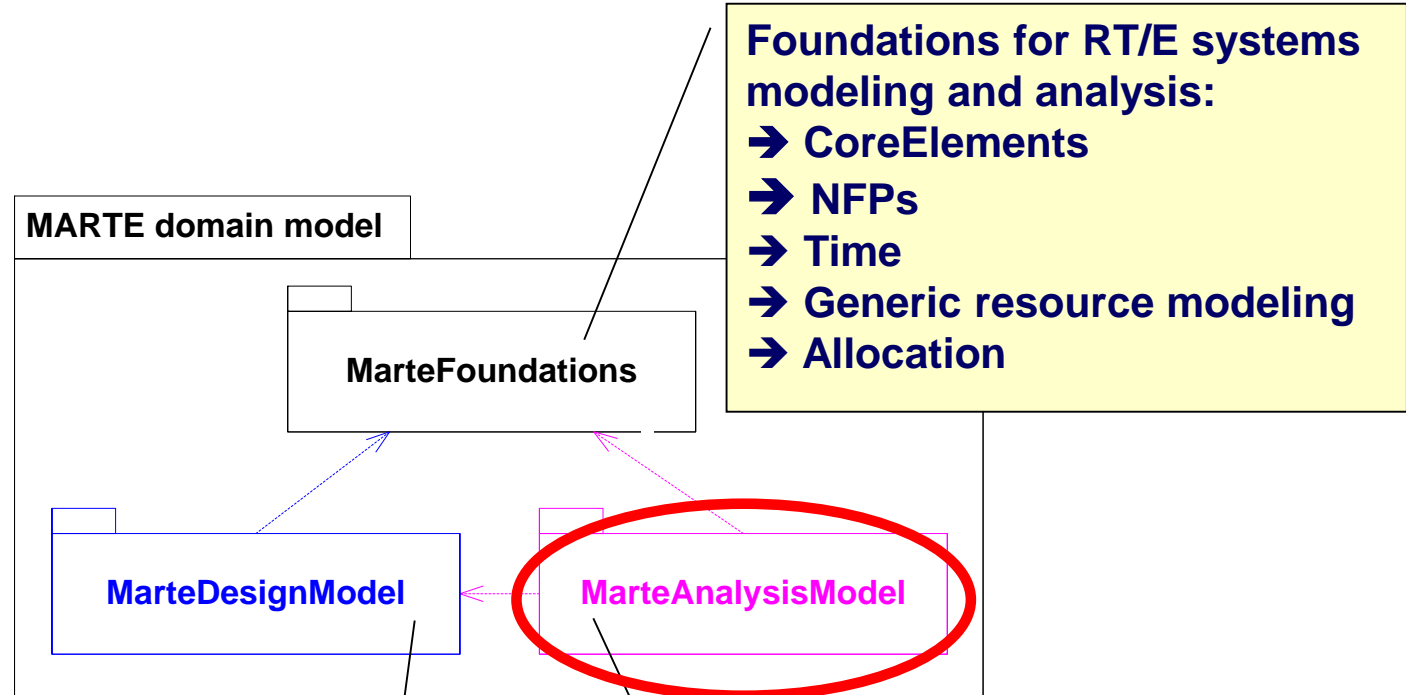 Foundations for RT/E systems
modeling and analysis:
➔ CoreElements
➔ NFPs
➔ Time
➔ Generic resource modeling
➔ Allocation
MARTE domain model
MarteFoundations
MarteDesignModel
MarteAnalysisModel